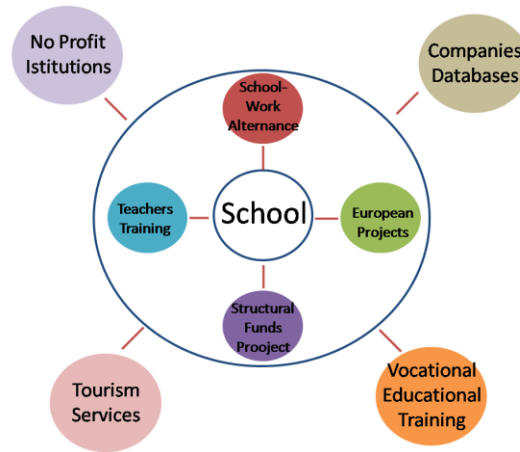 No Profit
Istitutions
Companies
Databases
School-
Work
Alternance
Teachers
Training
School
European
Projects
Structural
Funds
Prooject
Tourism
Services
Vocational
Educational
Training